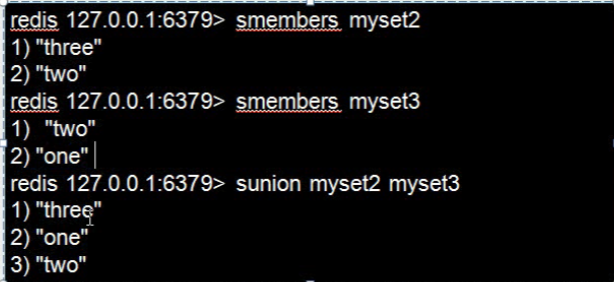 redis 127.0.0.1:6379> smembers myset2
1) "three"
2) "two"
redis 127.0.0.1:6379> smembers myset3
1)  "two"
2) "one"
redis 127.0.0.1:6379> sunion myset2 myset3
1) "three"
2) "one"
3) "two"